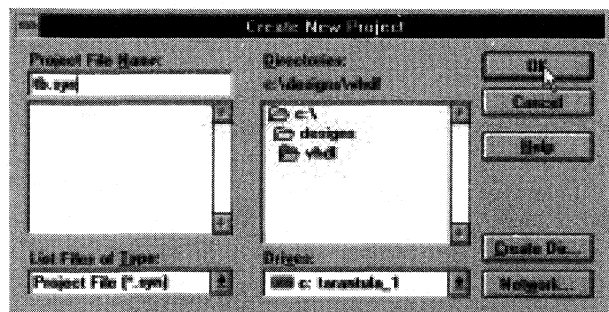 Create New Project
Project File Name:
fb.syn
Directories:
c:\designs\vhdl
c:\
designs
vhdl
OK
Cancel
Help
List Files of Type:
Project File (*.syn)
Drives:
c: tarantula_1
Create Dir...
Network...